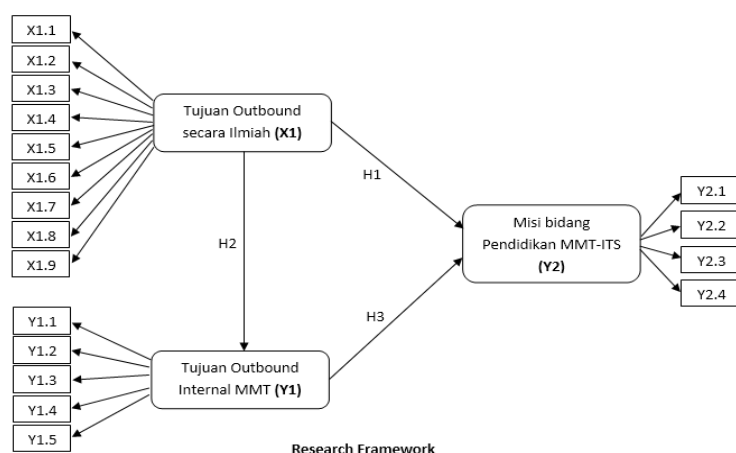 X1.1
X1.2
X1.3
X1.4
X1.5
X1.6
X1.7
X1.8
X1.9
Tujuan Outbound
secara Ilmiah (X1)
H1
H2
Misi bidang
Pendidikan MMT-ITS
(Y2)
Y2.1
Y2.2
Y2.3
Y2.4
H3
Y1.1
Y1.2
Y1.3
Y1.4
Y1.5
Tujuan Outbound
Internal MMT (Y1)
Research Framework